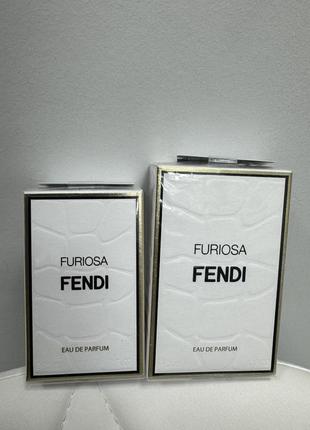 FURIOSA
FENDI
EAU DE PARFUM
FURIOSA
FENDI
EAU DE PARFUM